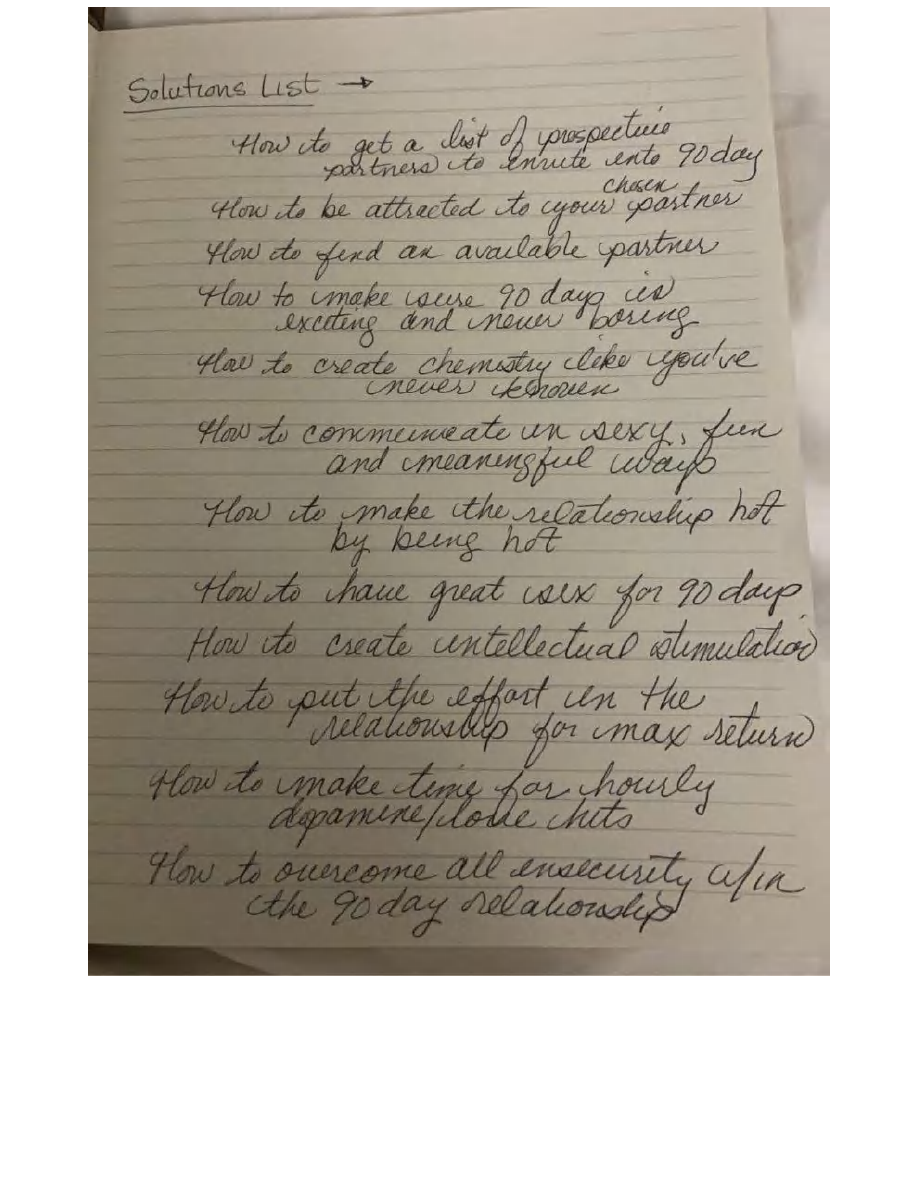 Solutions List →
How to get a list of prospective
partners to invite into 90 day
chosen
How to be attracted to your partner
How to find an available partner
How to make sure 90 days is
exciting and never boring
How to create chemistry like you've
never known
How to communicate in sexy, fun
and meaningful ways
How to make the relationship hot
by being hot
How to have great sex for 90 days
How to create intellectual stimulation
How to put the effort in the
relationship for max return
How to make time for hourly
dopamine/love hits
How to overcome all insecurity w/in
the 90 day relationship